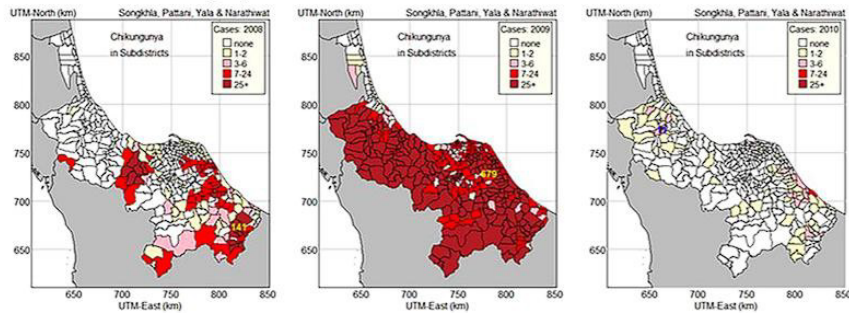 UTM-North (km) Songkhla, Pattani, Yala & Narathiwat
Chikungunya
in Subdistricts
Cases: 2008
none
1-2
3-6
7-24
25+
800
750
700
650
141
650 700 750 800 850
UTM-East (km)
UTM-North (km) Songkhla, Pattani, Yala & Narathiwat
Chikungunya
in Subdistricts
Cases: 2009
none
1-2
3-6
7-24
25+
800
750
700
650
679
650 700 750 800 850
UTM-East (km)
UTM-North (km) Songkhla, Pattani, Yala & Narathiwat
Chikungunya
in Subdistricts
Cases: 2010
none
1-2
3-6
7-24
25+
800
750
700
650
650 700 750 800 850
UTM-East (km)